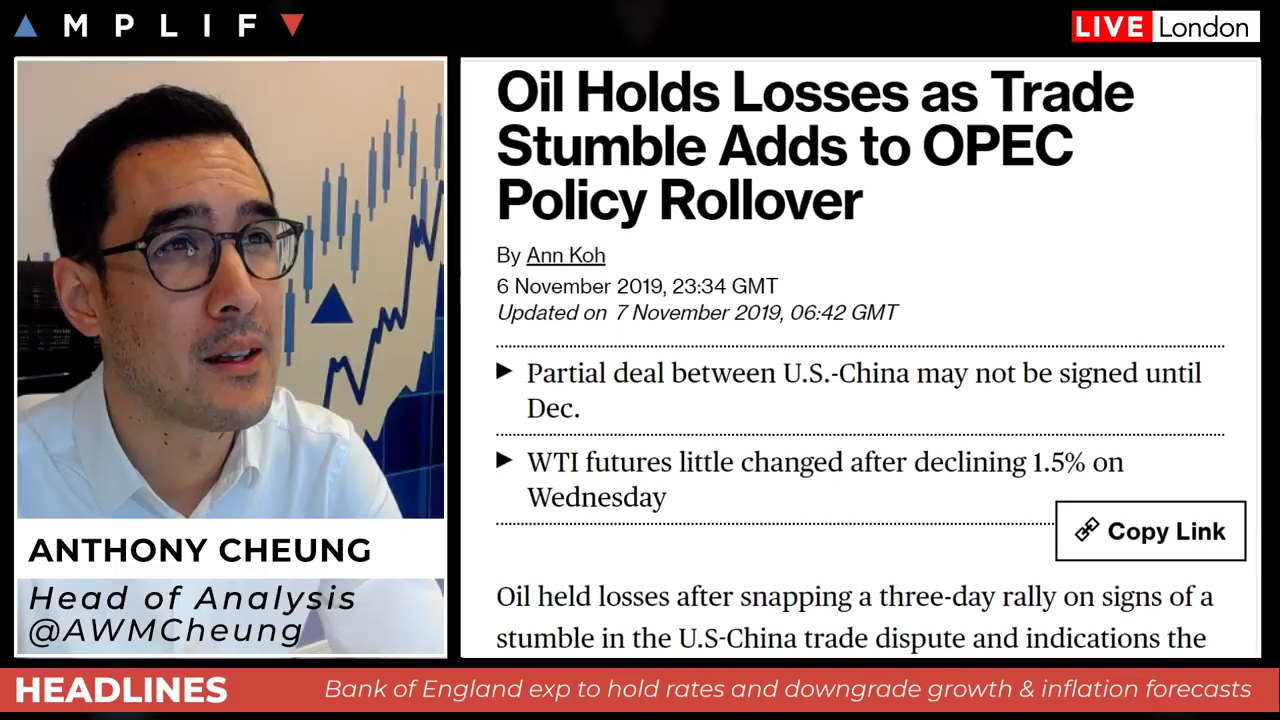 ▲ M P L I F ▼
LIVE London
Oil Holds Losses as Trade
Stumble Adds to OPEC
Policy Rollover
By Ann Koh
6 November 2019, 23:34 GMT
Updated on 7 November 2019, 06:42 GMT
▶ Partial deal between U.S.-China may not be signed until
Dec.
▶ WTI futures little changed after declining 1.5% on
Wednesday
Copy Link
Oil held losses after snapping a three-day rally on signs of a
stumble in the U.S-China trade dispute and indications the
ANTHONY CHEUNG
Head of Analysis
@AWMCheung
HEADLINES Bank of England exp to hold rates and downgrade growth & inflation forecasts